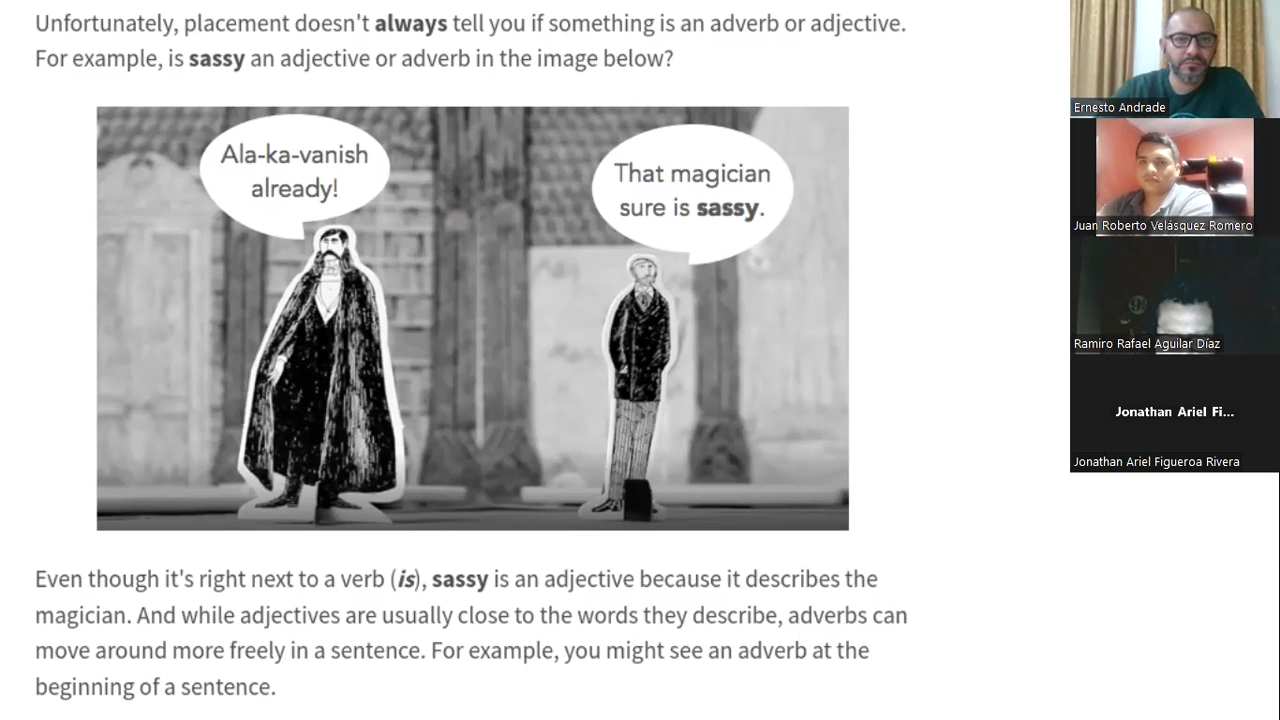 Unfortunately, placement doesn't always tell you if something is an adverb or adjective.
For example, is sassy an adjective or adverb in the image below?
Ala-ka-vanish
already!
That magician
sure is sassy.
Even though it's right next to a verb (is), sassy is an adjective because it describes the
magician. And while adjectives are usually close to the words they describe, adverbs can
move around more freely in a sentence. For example, you might see an adverb at the
beginning of a sentence.
Ernesto Andrade
Juan Roberto Velásquez Romero
Ramiro Rafael Aguilar Díaz
Jonathan Ariel Fi...
Jonathan Ariel Figueroa Rivera